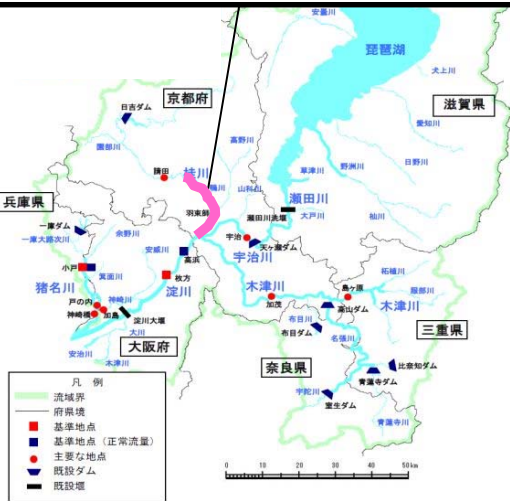 安曇川
琵琶湖
犬上川
京都府
滋賀県
日吉ダム
愛知川
園部川
高野川
日野川
請田
桂川
鴨川
山科川
草津川
野洲川
兵庫県
羽束師
瀬田川
大戸川
杣川
瀬田川洗堰
一庫ダム
余野川
宇治
天ヶ瀬ダム
一庫大路次川
安威川
高浜
宇治川
小戸
箕面川
枚方
木津川
島ヶ原
柘植川
猪名川
淀川
加茂
服部川
戸の内
神崎川
高山ダム
木津川
神崎橋
加島
淀川大堰
布目川
布目ダム
名張川
三重県
大川
大阪府
安治川
木津川
奈良県
比奈知ダム
青蓮寺ダム
宇陀川
室生ダム
青蓮寺川
凡 例
流域界
府県境
基準地点
基準地点（正常流量）
主要な地点
既設ダム
既設堰
0 10 20 30 40 50km